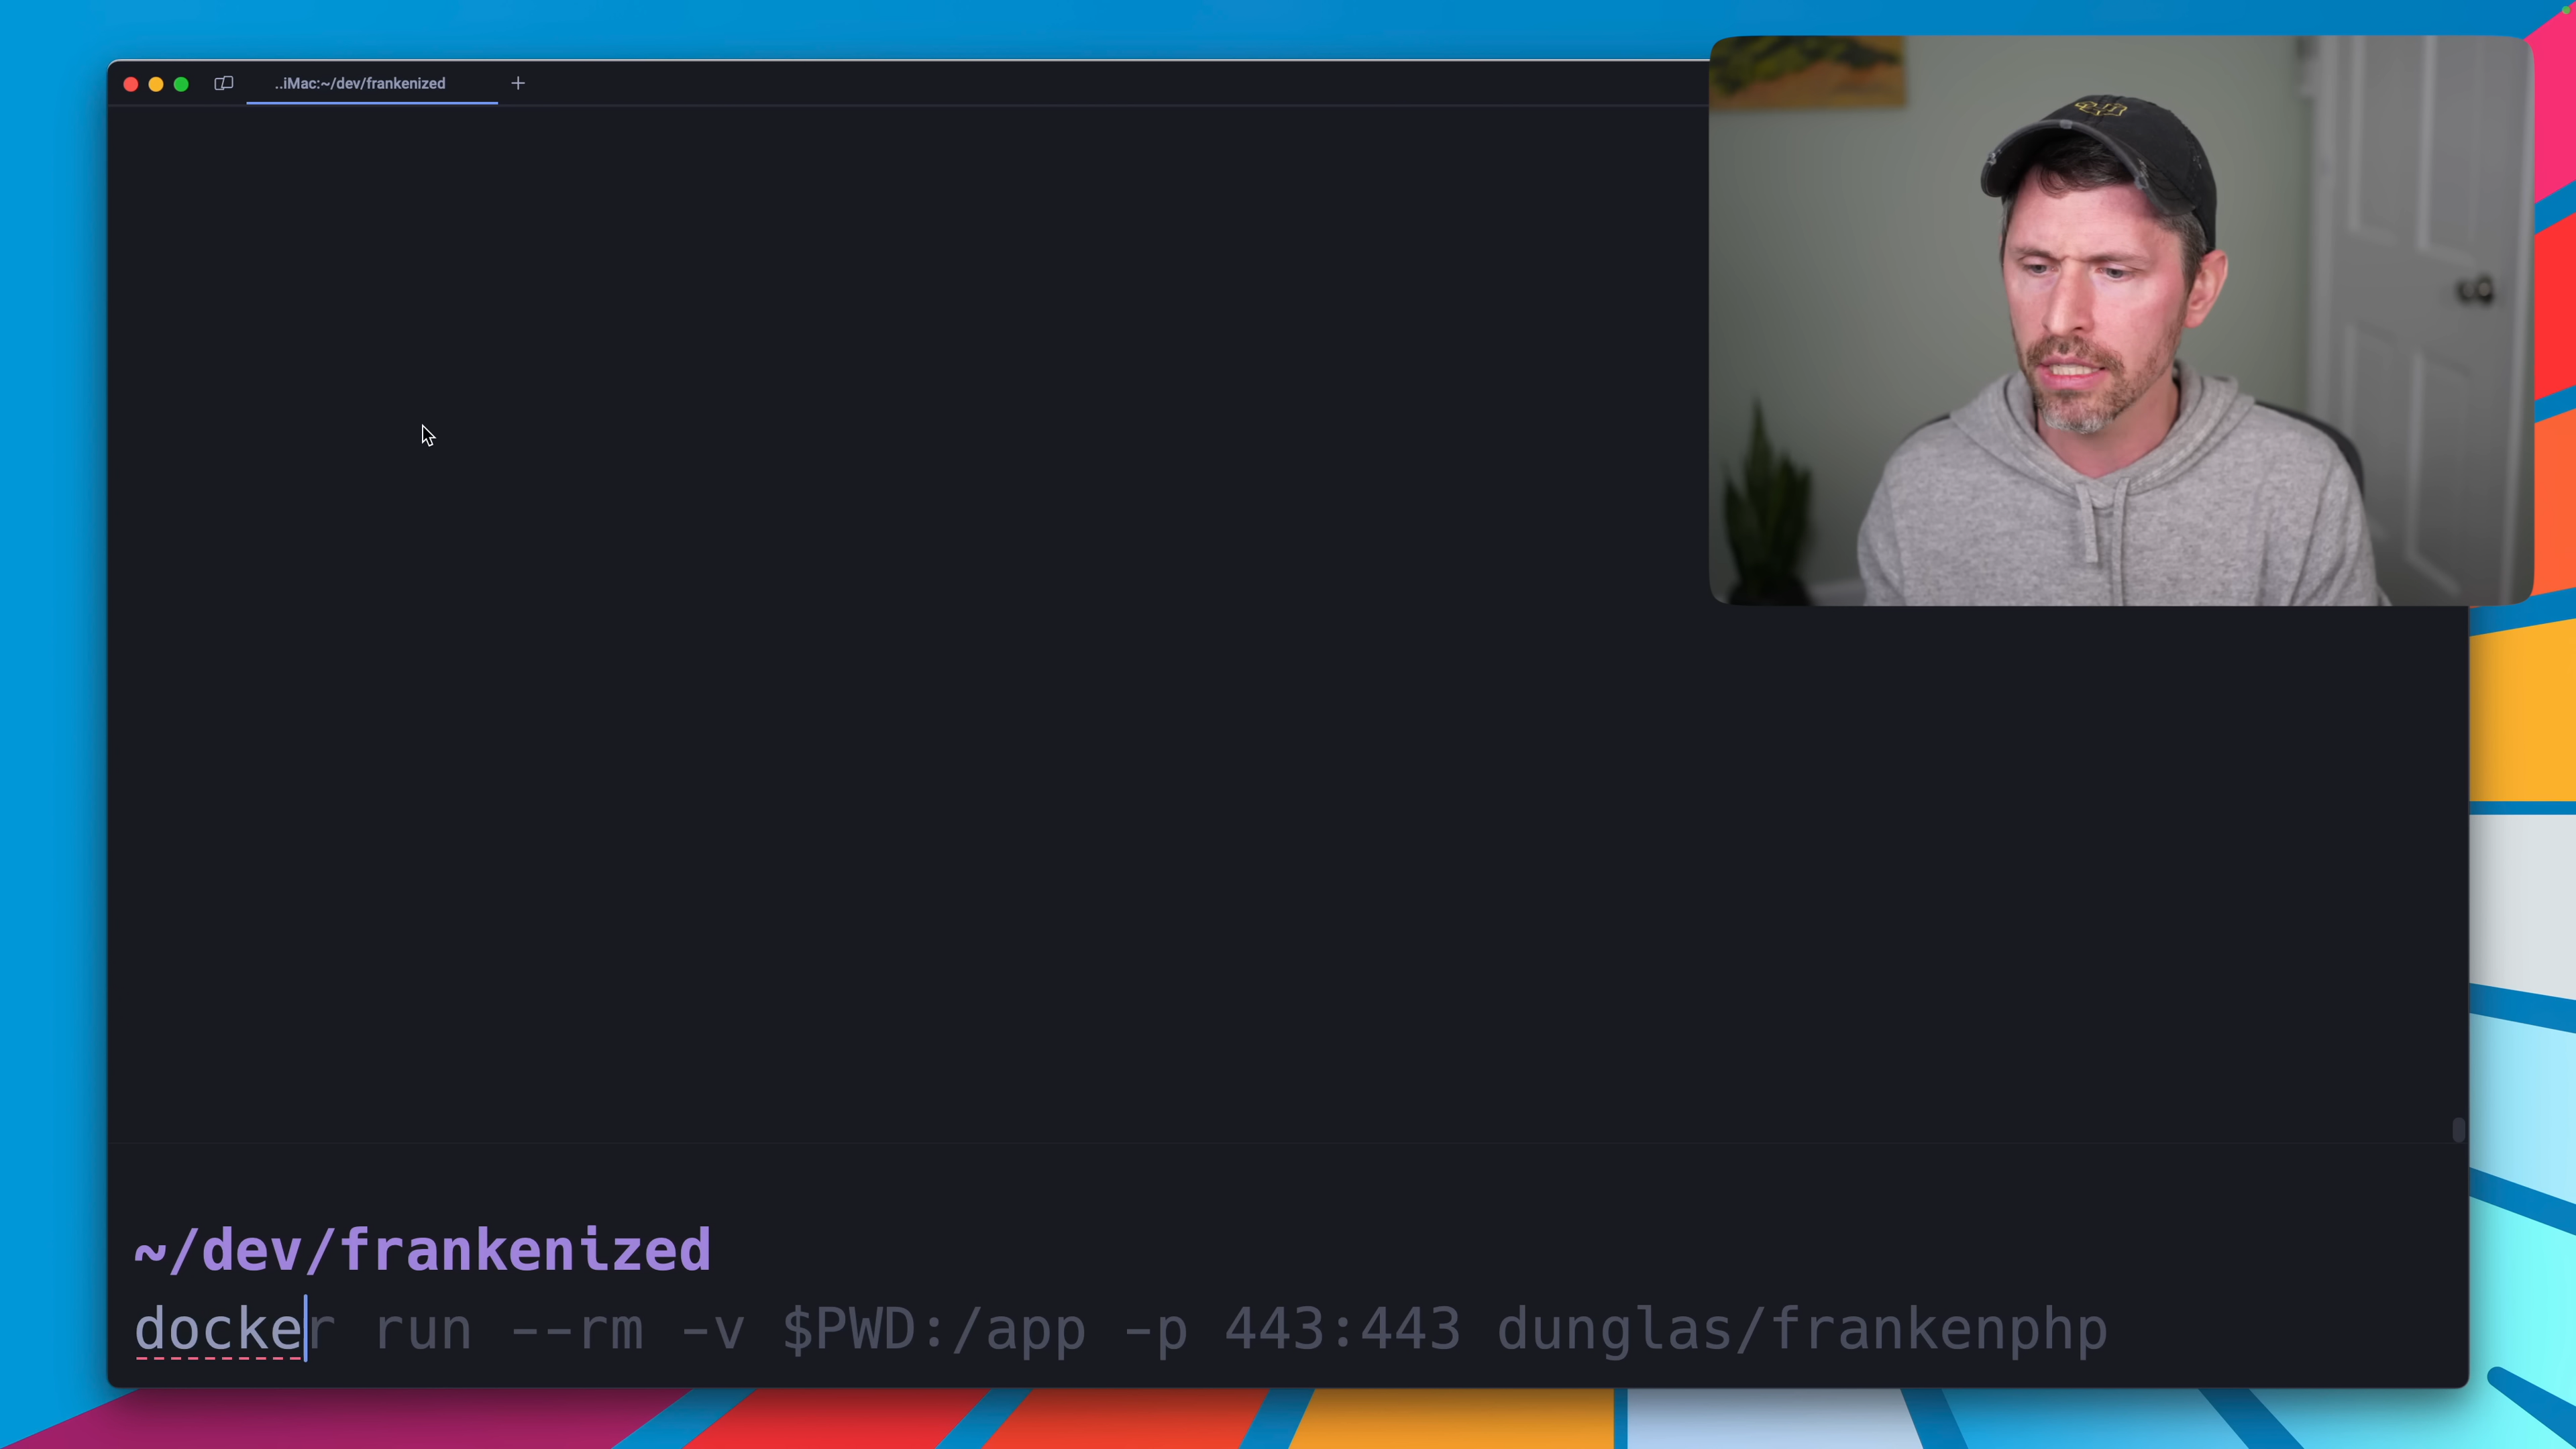 ..iMac:~/dev/frankenized
~/dev/frankenized
docker run --rm -v $PWD:/app -p 443:443 dunglas/frankenphp